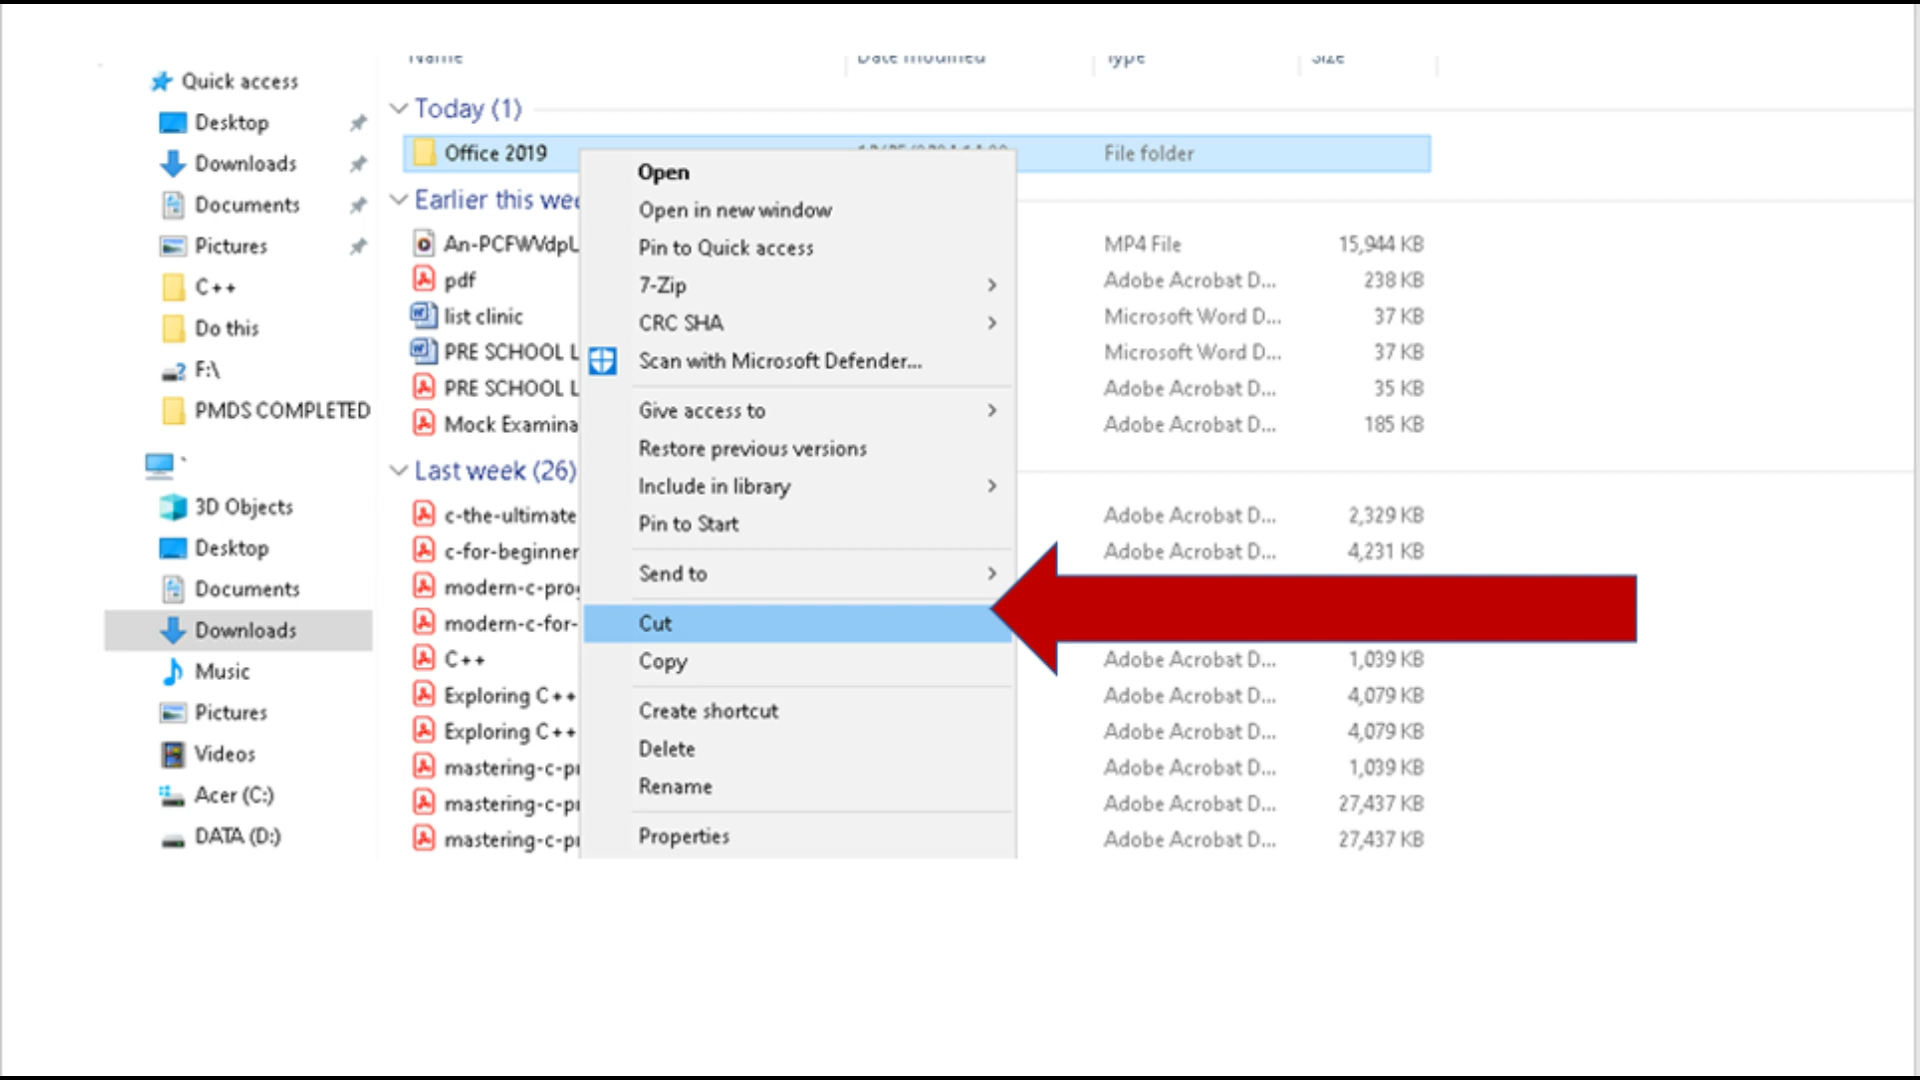 Name Date modified Type Size
Quick access
Desktop
Downloads
Documents
Pictures
C++
Do this
F:\
PMDS COMPLETED
3D Objects
Desktop
Documents
Downloads
Music
Pictures
Videos
Acer (C:)
DATA (D:)
Today (1)
Office 2019 File folder
Earlier this
An-PCFWVdpU MP4 File 15,944 KB
pdf Adobe Acrobat D... 238 KB
list clinic Microsoft Word D... 37 KB
PRE SCHOOL L Microsoft Word D... 37 KB
PRE SCHOOL L Adobe Acrobat D... 35 KB
Mock Examina Adobe Acrobat D... 185 KB
Last week (26)
c-the-ultimate Adobe Acrobat D... 2,329 KB
c-for-beginner Adobe Acrobat D... 4,231 KB
modern-c-pro
modern-c-for-
C++ Adobe Acrobat D... 1,039 KB
Exploring C++ Adobe Acrobat D... 4,079 KB
Exploring C++ Adobe Acrobat D... 4,079 KB
mastering-c-p Adobe Acrobat D... 1,039 KB
mastering-c-p Adobe Acrobat D... 27,437 KB
mastering-c-p Adobe Acrobat D... 27,437 KB
Open
Open in new window
Pin to Quick access
7-Zip
CRC SHA
Scan with Microsoft Defender...
Give access to
Restore previous versions
Include in library
Pin to Start
Send to
Cut
Copy
Create shortcut
Delete
Rename
Properties